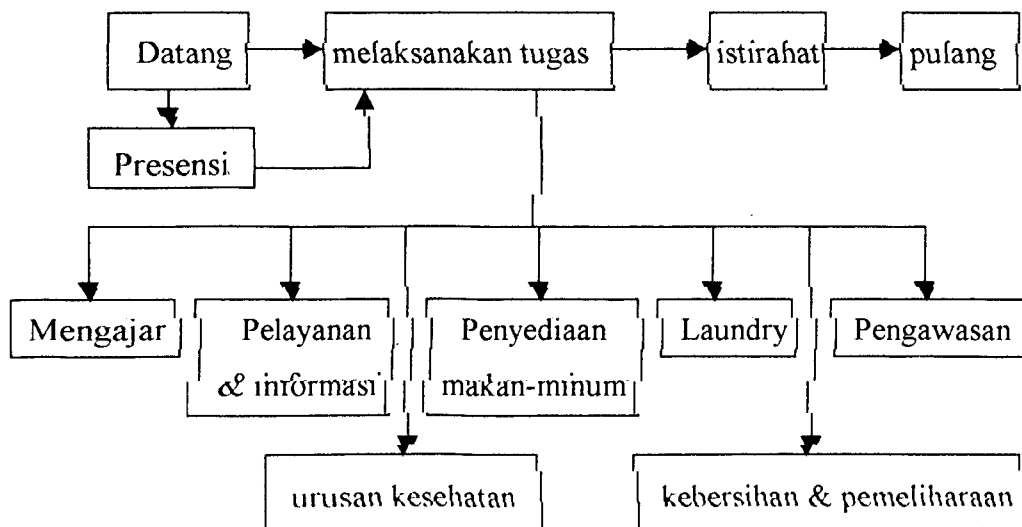 Datang
melaksanakan tugas
istirahat
pulang
Presensi
Mengajar
Pelayanan
& informasi
Penyediaan
makan-minum
Laundry
Pengawasan
urusan kesehatan
kebersihan & pemeliharaan